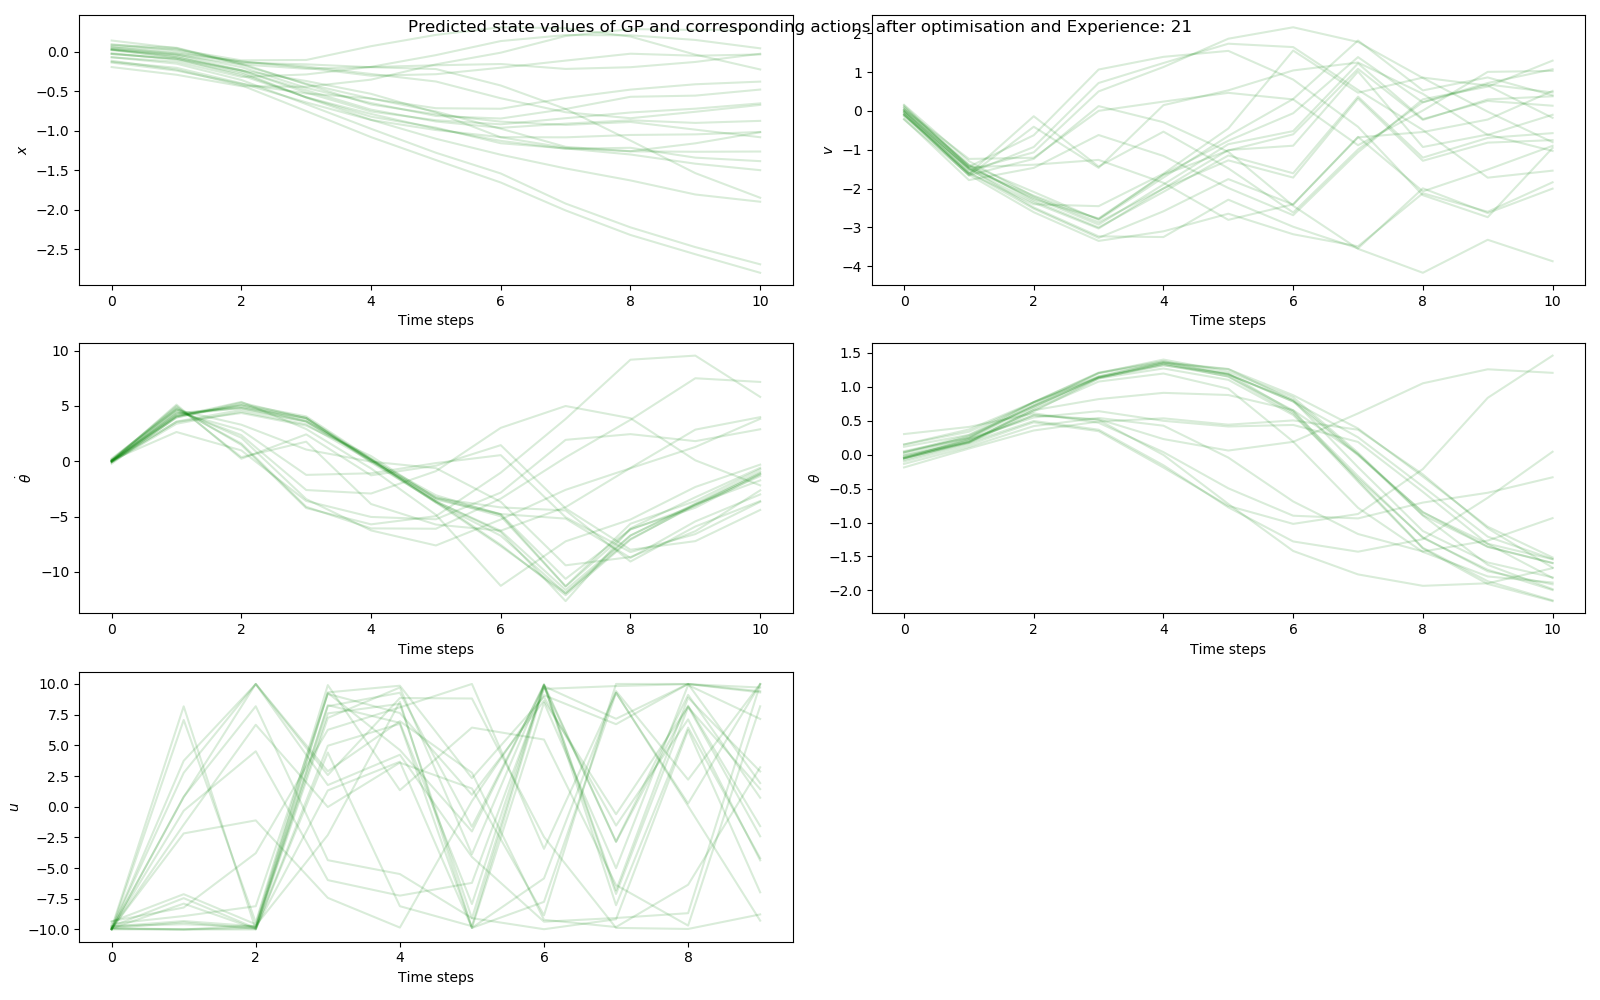 Predicted state values of GP and corresponding actions after optimisation and Experience: 21
0.0
−0.5
−1.0
−1.5
−2.0
−2.5
x
0 2 4 6 8 10
Time steps
2
1
0
−1
−2
−3
−4
v
0 2 4 6 8 10
Time steps
10
5
0
−5
−10
θ̇
0 2 4 6 8 10
Time steps
1.5
1.0
0.5
0.0
−0.5
−1.0
−1.5
−2.0
θ
0 2 4 6 8 10
Time steps
10.0
7.5
5.0
2.5
0.0
−2.5
−5.0
−7.5
−10.0
u
0 2 4 6 8
Time steps